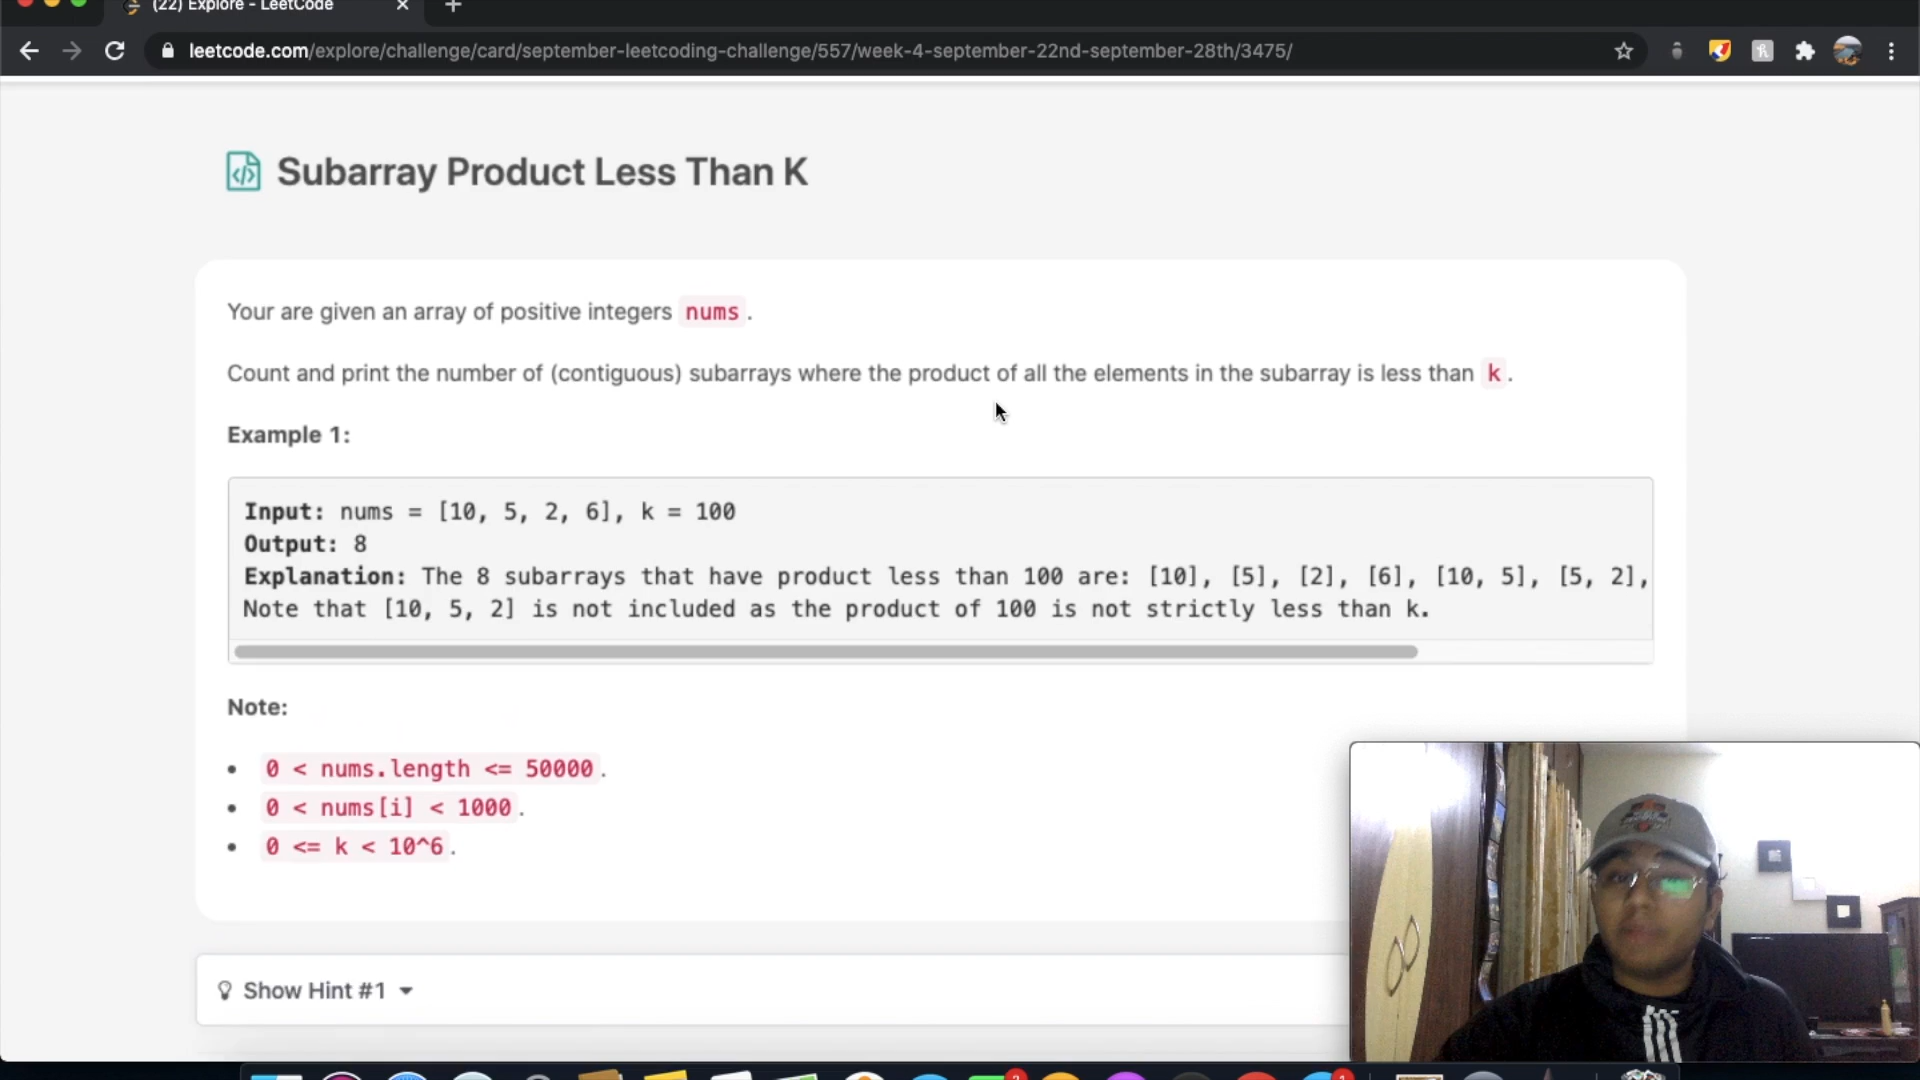 (22) Explore - LeetCode
leetcode.com/explore/challenge/card/september-leetcoding-challenge/557/week-4-september-22nd-september-28th/3475/
Subarray Product Less Than K
Your are given an array of positive integers nums.
Count and print the number of (contiguous) subarrays where the product of all the elements in the subarray is less than k.
Example 1:
Input: nums = [10, 5, 2, 6], k = 100
Output: 8
Explanation: The 8 subarrays that have product less than 100 are: [10], [5], [2], [6], [10, 5], [5, 2],
Note that [10, 5, 2] is not included as the product of 100 is not strictly less than k.
Note:
• 0 < nums.length <= 50000.
• 0 < nums[i] < 1000.
• 0 <= k < 10^6.
Show Hint #1